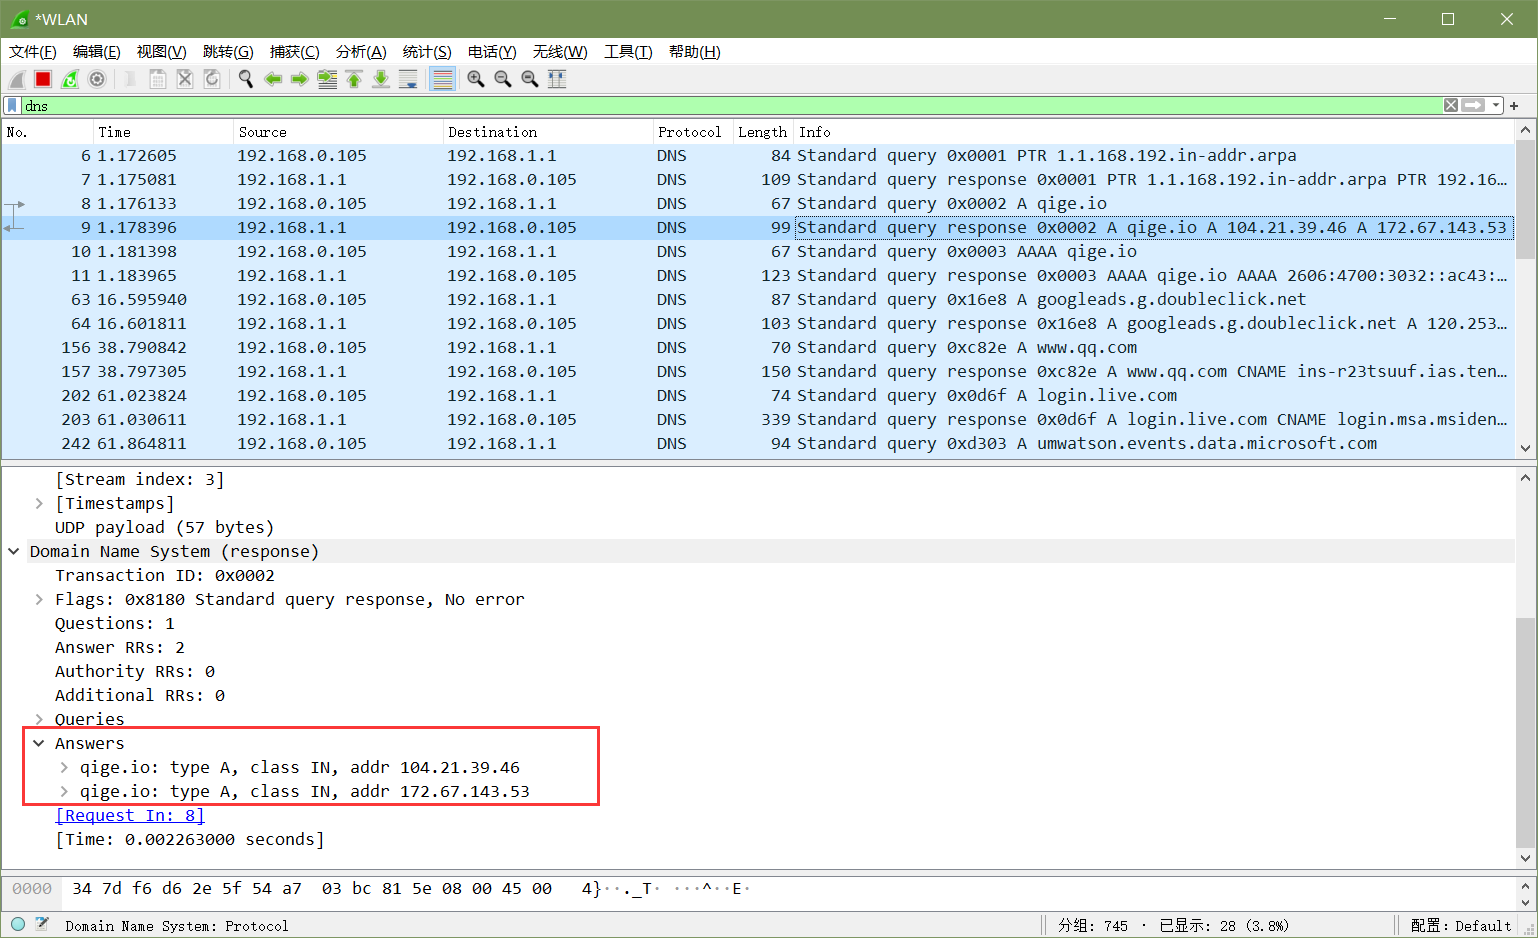 *WLAN
文件(F) 编辑(E) 视图(V) 跳转(G) 捕获(C) 分析(A) 统计(S) 电话(Y) 无线(W) 工具(T) 帮助(H)
dns
No. Time Source Destination Protocol Length Info
6 1.172605 192.168.0.105 192.168.1.1 DNS 84 Standard query 0x0001 PTR 1.1.168.192.in-addr.arpa
7 1.175081 192.168.1.1 192.168.0.105 DNS 109 Standard query response 0x0001 PTR 1.1.168.192.in-addr.arpa PTR 192.16…
8 1.176133 192.168.0.105 192.168.1.1 DNS 67 Standard query 0x0002 A qige.io
9 1.178396 192.168.1.1 192.168.0.105 DNS 99 Standard query response 0x0002 A qige.io A 104.21.39.46 A 172.67.143.53
10 1.181398 192.168.0.105 192.168.1.1 DNS 67 Standard query 0x0003 AAAA qige.io
11 1.183965 192.168.1.1 192.168.0.105 DNS 123 Standard query response 0x0003 AAAA qige.io AAAA 2606:4700:3032::ac43:…
63 16.595940 192.168.0.105 192.168.1.1 DNS 87 Standard query 0x16e8 A googleads.g.doubleclick.net
64 16.601811 192.168.1.1 192.168.0.105 DNS 103 Standard query response 0x16e8 A googleads.g.doubleclick.net A 120.253…
156 38.790842 192.168.0.105 192.168.1.1 DNS 70 Standard query 0xc82e A www.qq.com
157 38.797305 192.168.1.1 192.168.0.105 DNS 150 Standard query response 0xc82e A www.qq.com CNAME ins-r23tsuuf.ias.ten…
202 61.023824 192.168.0.105 192.168.1.1 DNS 74 Standard query 0x0d6f A login.live.com
203 61.030611 192.168.1.1 192.168.0.105 DNS 339 Standard query response 0x0d6f A login.live.com CNAME login.msa.msiden…
242 61.864811 192.168.0.105 192.168.1.1 DNS 94 Standard query 0xd303 A umwatson.events.data.microsoft.com
[Stream index: 3]
[Timestamps]
UDP payload (57 bytes)
Domain Name System (response)
Transaction ID: 0x0002
Flags: 0x8180 Standard query response, No error
Questions: 1
Answer RRs: 2
Authority RRs: 0
Additional RRs: 0
Queries
Answers
qige.io: type A, class IN, addr 104.21.39.46
qige.io: type A, class IN, addr 172.67.143.53
[Request In: 8]
[Time: 0.002263000 seconds]
0000 34 7d f6 d6 2e 5f 54 a7 03 bc 81 5e 08 00 45 00 4}··._T· ···^··E·
Domain Name System: Protocol 分组: 745 · 已显示: 28 (3.8%) 配置: Default